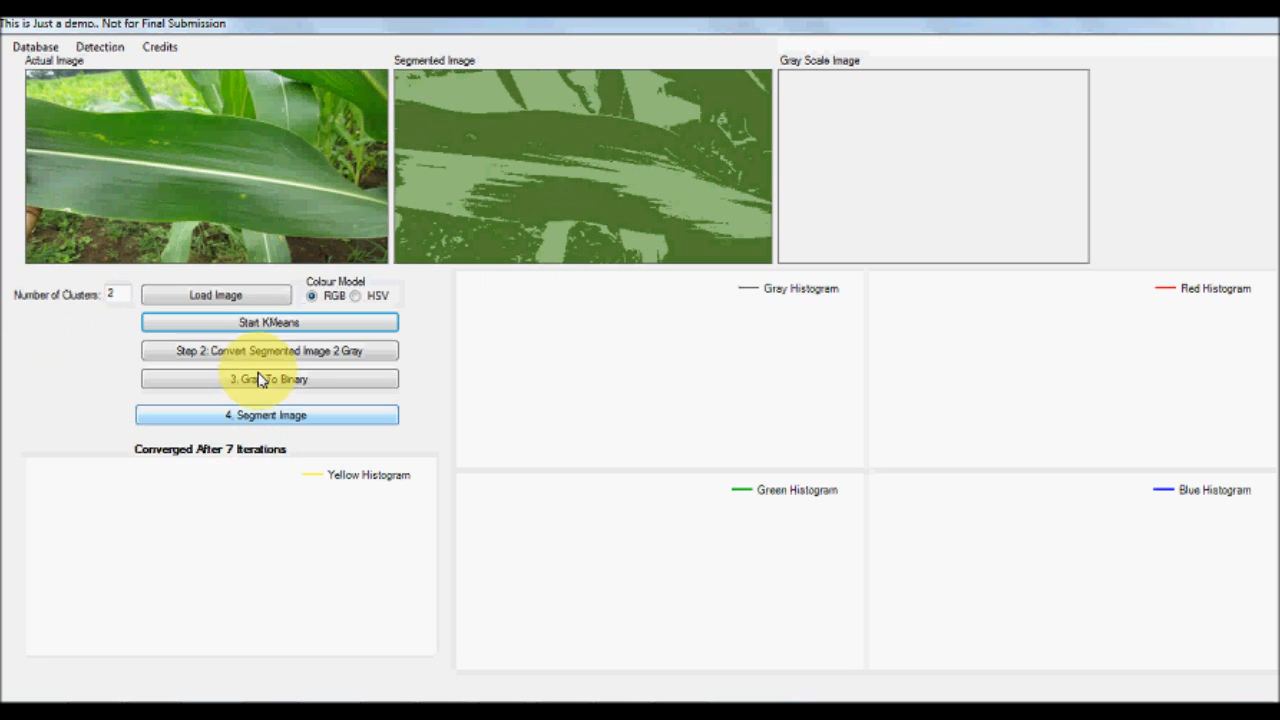 This is Just a demo.. Not for Final Submission
Database Detection Credits
Actual Image
Segmented Image
Gray Scale Image
Number of Clusters: 2
Load Image
Colour Model
RGB HSV
Start KMeans
Step 2: Convert Segmented Image 2 Gray
3. Gray To Binary
4. Segment Image
Converged After 7 Iterations
Yellow Histogram
Gray Histogram
Red Histogram
Green Histogram
Blue Histogram